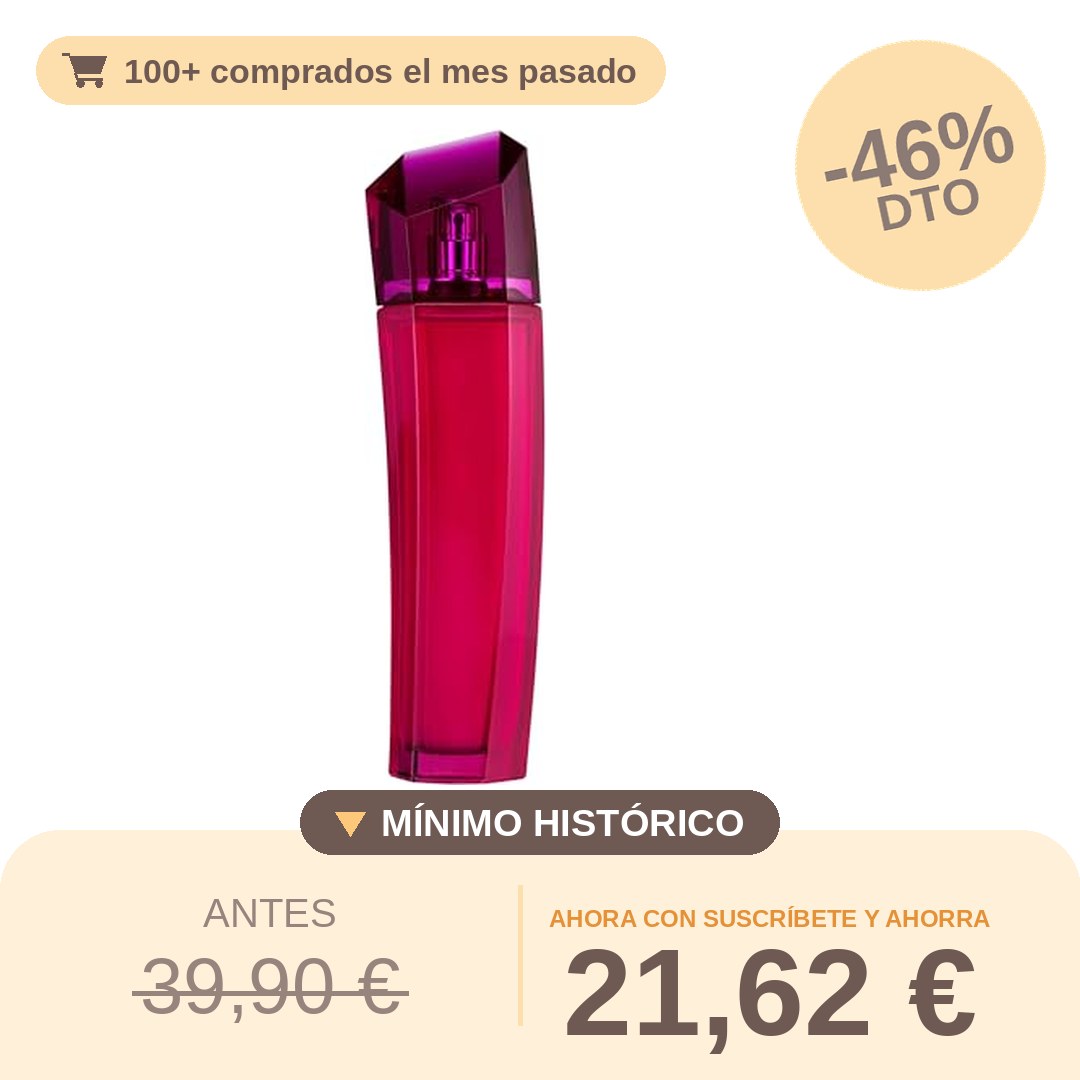 100+ comprados el mes pasado
-46%
DTO
MÍNIMO HISTÓRICO
ANTES
39,90 €
AHORA CON SUSCRÍBETE Y AHORRA
21,62 €